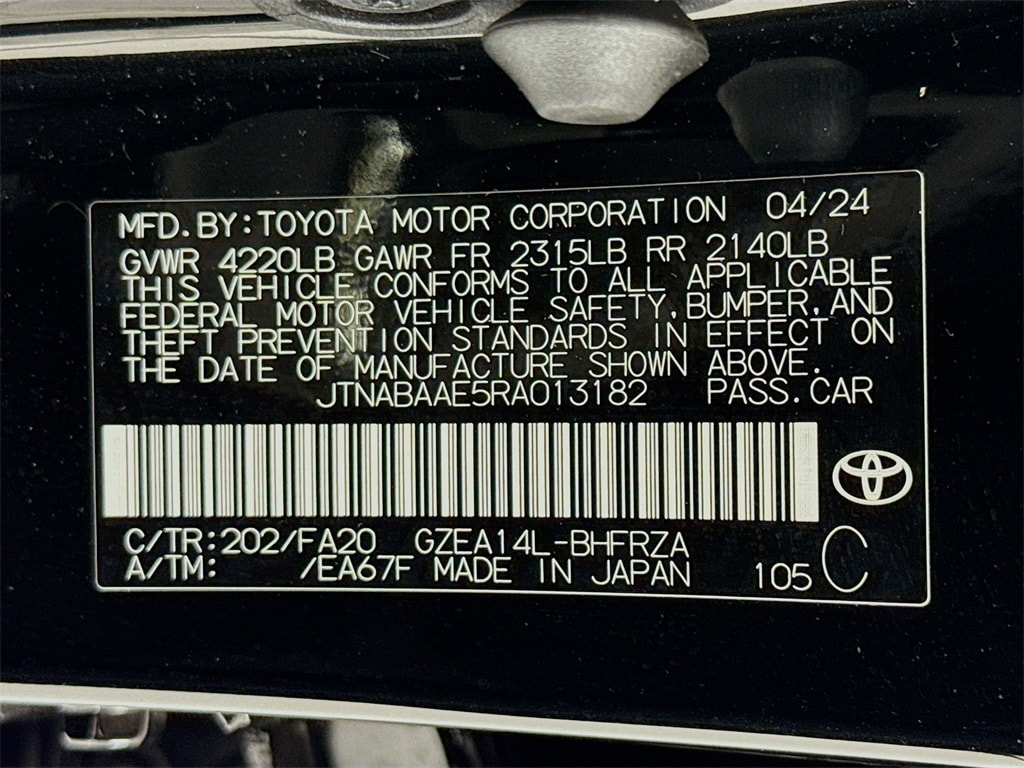 MFD.BY:TOYOTA MOTOR CORPORATION 04/24
GVWR 4220LB GAWR FR 2315LB RR 2140LB
THIS VEHICLE CONFORMS TO ALL APPLICABLE
FEDERAL MOTOR VEHICLE SAFETY,BUMPER,AND
THEFT PREVENTION STANDARDS IN EFFECT ON
THE DATE OF MANUFACTURE SHOWN ABOVE.
JTNABAAE5RA013182 PASS.CAR
C/TR:202/FA20 GZEA14L-BHFRZA
A/TM: /EA67F MADE IN JAPAN 105 C